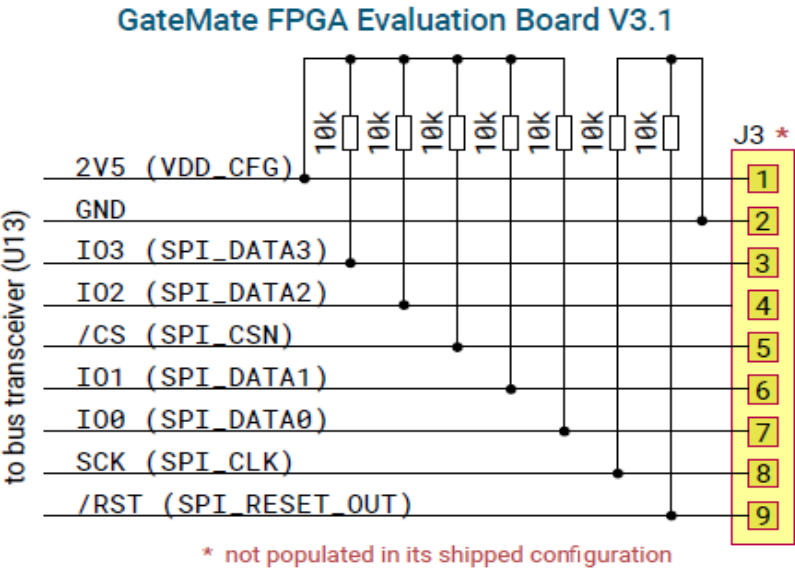 GateMate FPGA Evaluation Board V3.1
10k 10k 10k 10k 10k 10k 10k
J3 *
2V5 (VDD_CFG)
1
GND
2
IO3 (SPI_DATA3)
3
IO2 (SPI_DATA2)
4
/CS (SPI_CSN)
5
IO1 (SPI_DATA1)
6
IO0 (SPI_DATA0)
7
SCK (SPI_CLK)
8
/RST (SPI_RESET_OUT)
9
to bus transceiver (U13)
* not populated in its shipped configuration